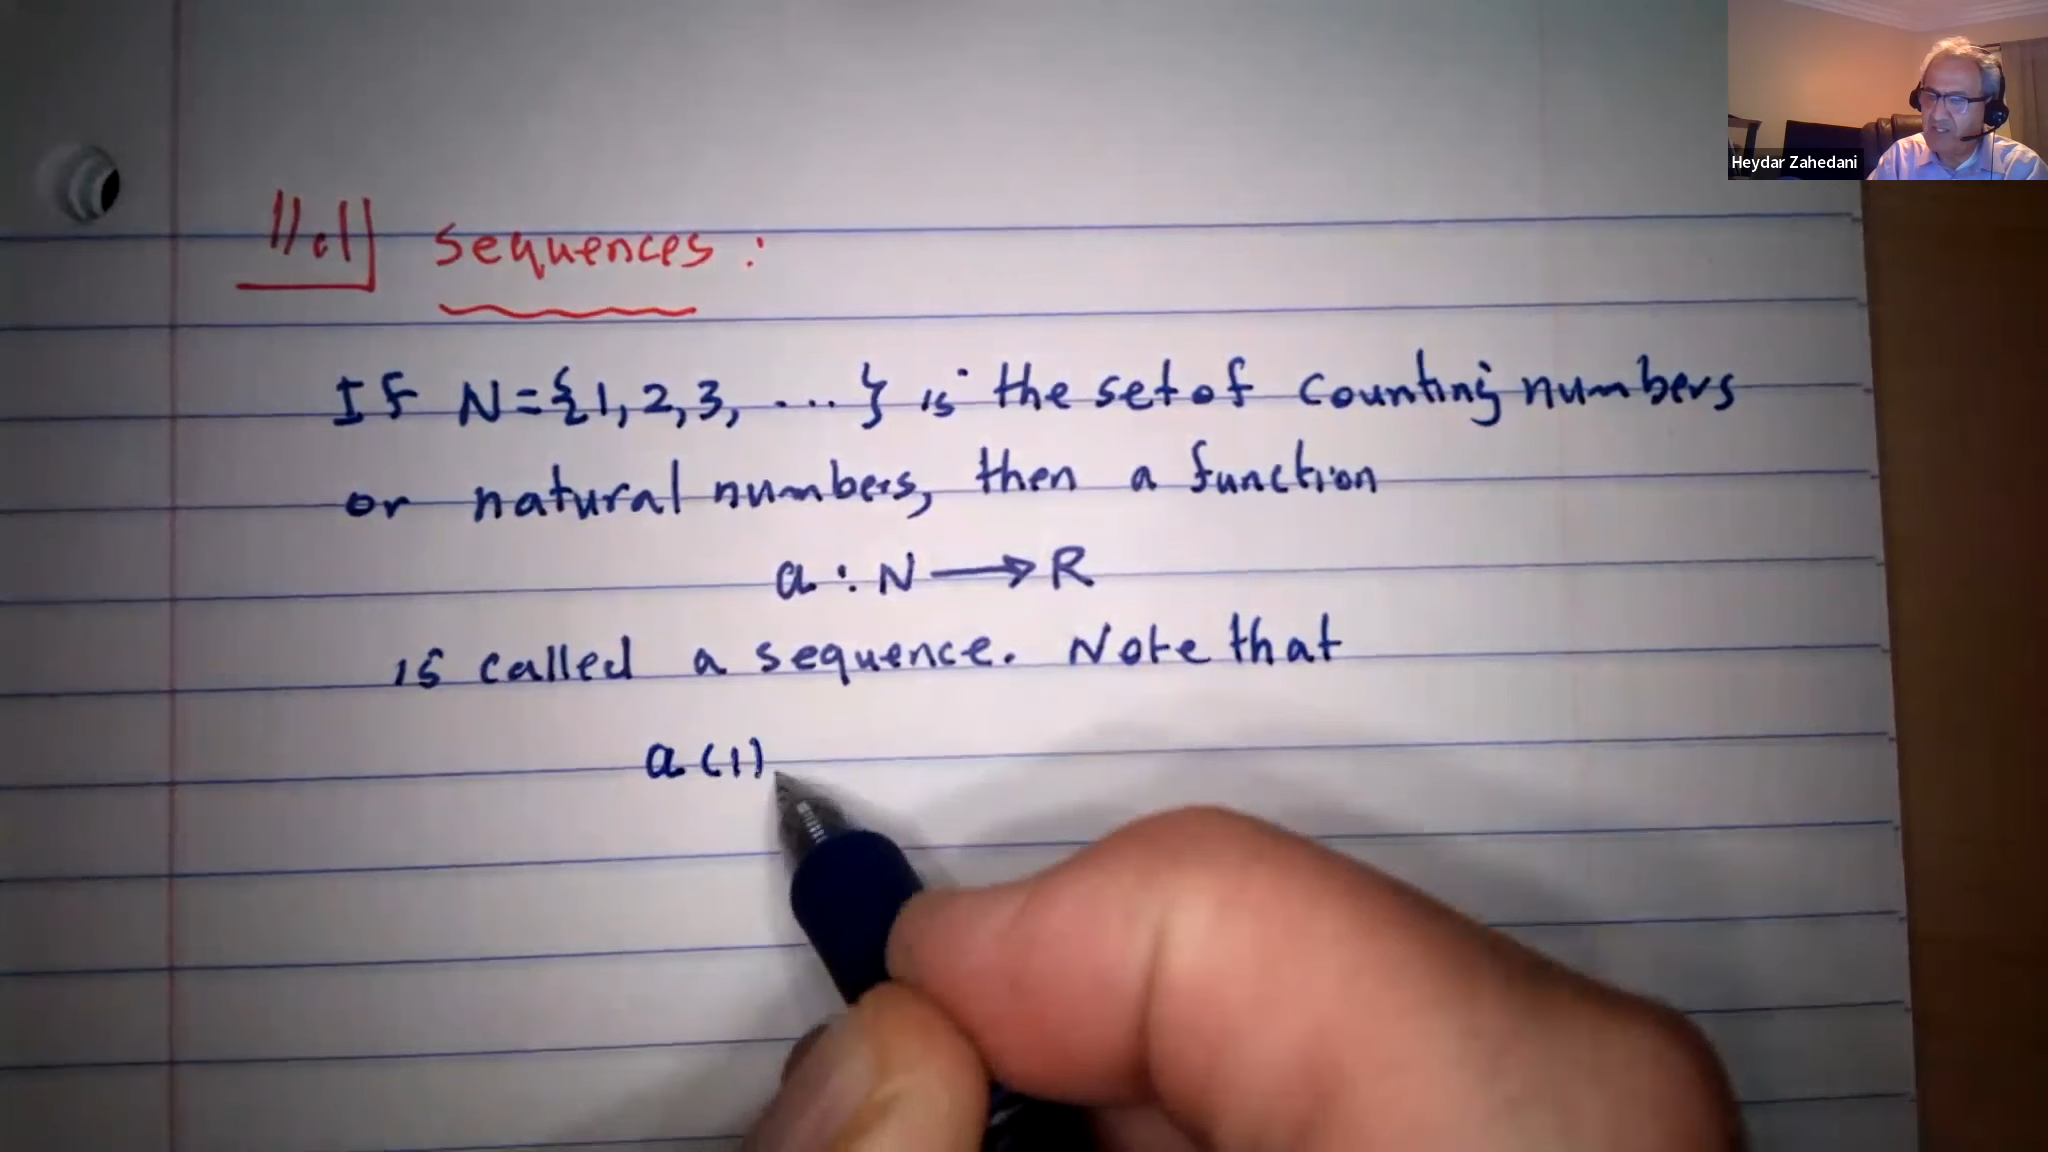 Heydar Zahedani
11.1 Sequences:
If N={1,2,3, ...} is the set of counting numbers
or natural numbers, then a function
a : N → R
is called a sequence. Note that
a(1)